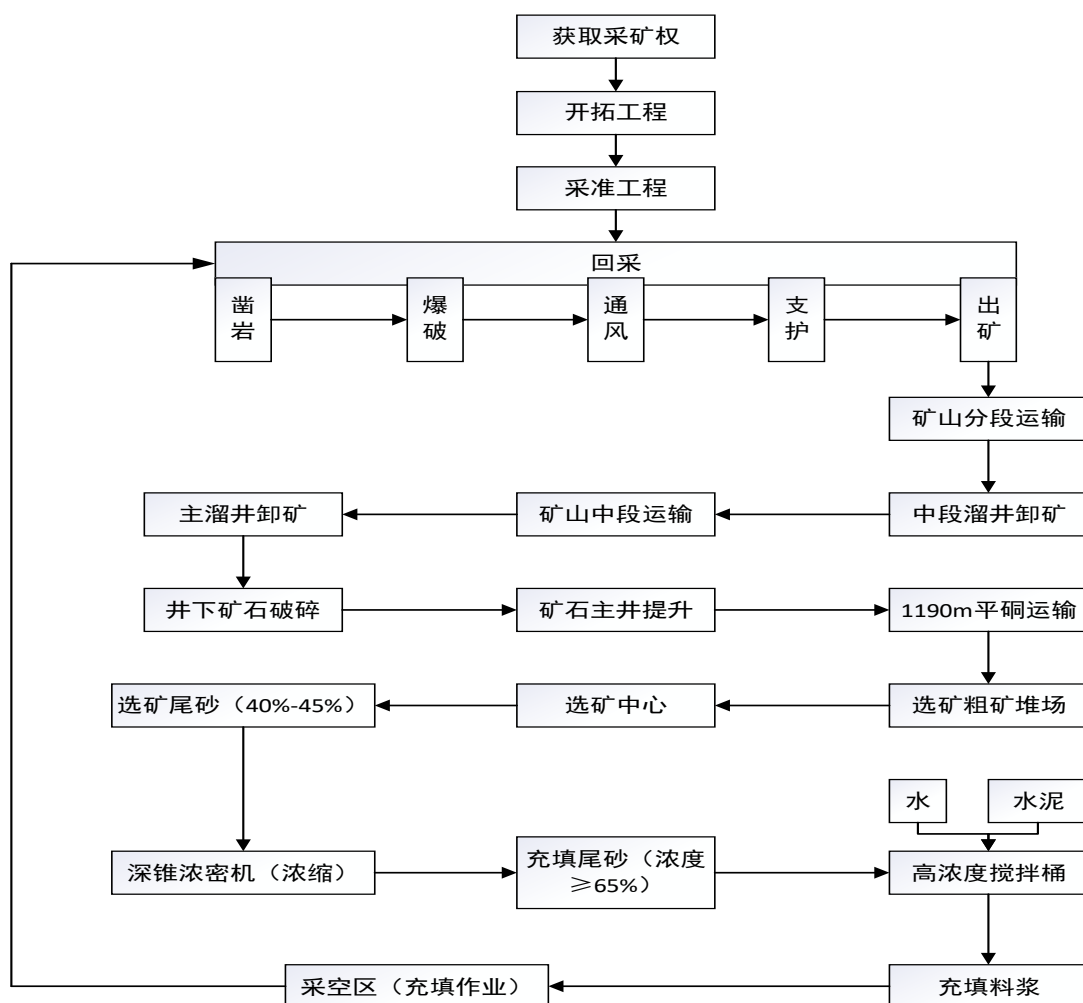 获取采矿权
开拓工程
采准工程
回采
凿岩
爆破
通风
支护
出矿
矿山分段运输
主溜井卸矿
矿山中段运输
中段溜井卸矿
井下矿石破碎
矿石主井提升
1190m平硐运输
选矿尾砂（40%-45%）
选矿中心
选矿粗矿堆场
水
水泥
深锥浓密机（浓缩）
充填尾砂（浓度
≥65%）
高浓度搅拌桶
采空区（充填作业）
充填料浆